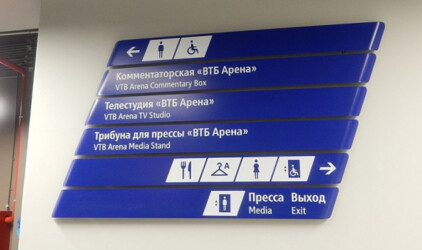 Комментаторская «ВТБ Арена»
VTB Arena Commentary Box
Телестудия «ВТБ Арена»
VTB Arena TV Studio
Трибуна для прессы «ВТБ Арена»
VTB Arena Media Stand
A
Пресса Выход
Media Exit